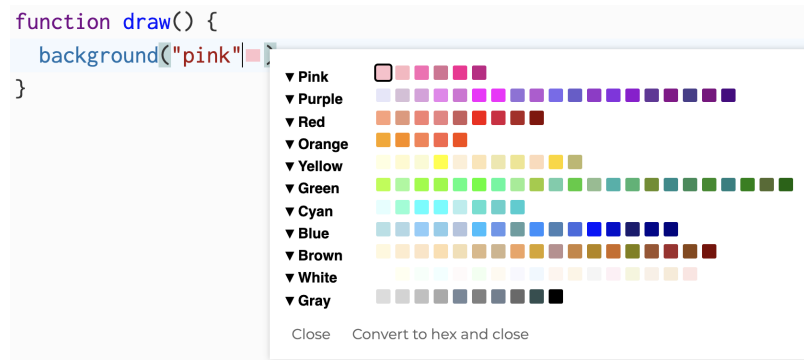 function draw() {
background("pink" )
}
▼ Pink
▼ Purple
▼ Red
▼ Orange
▼ Yellow
▼ Green
▼ Cyan
▼ Blue
▼ Brown
▼ White
▼ Gray
Close Convert to hex and close